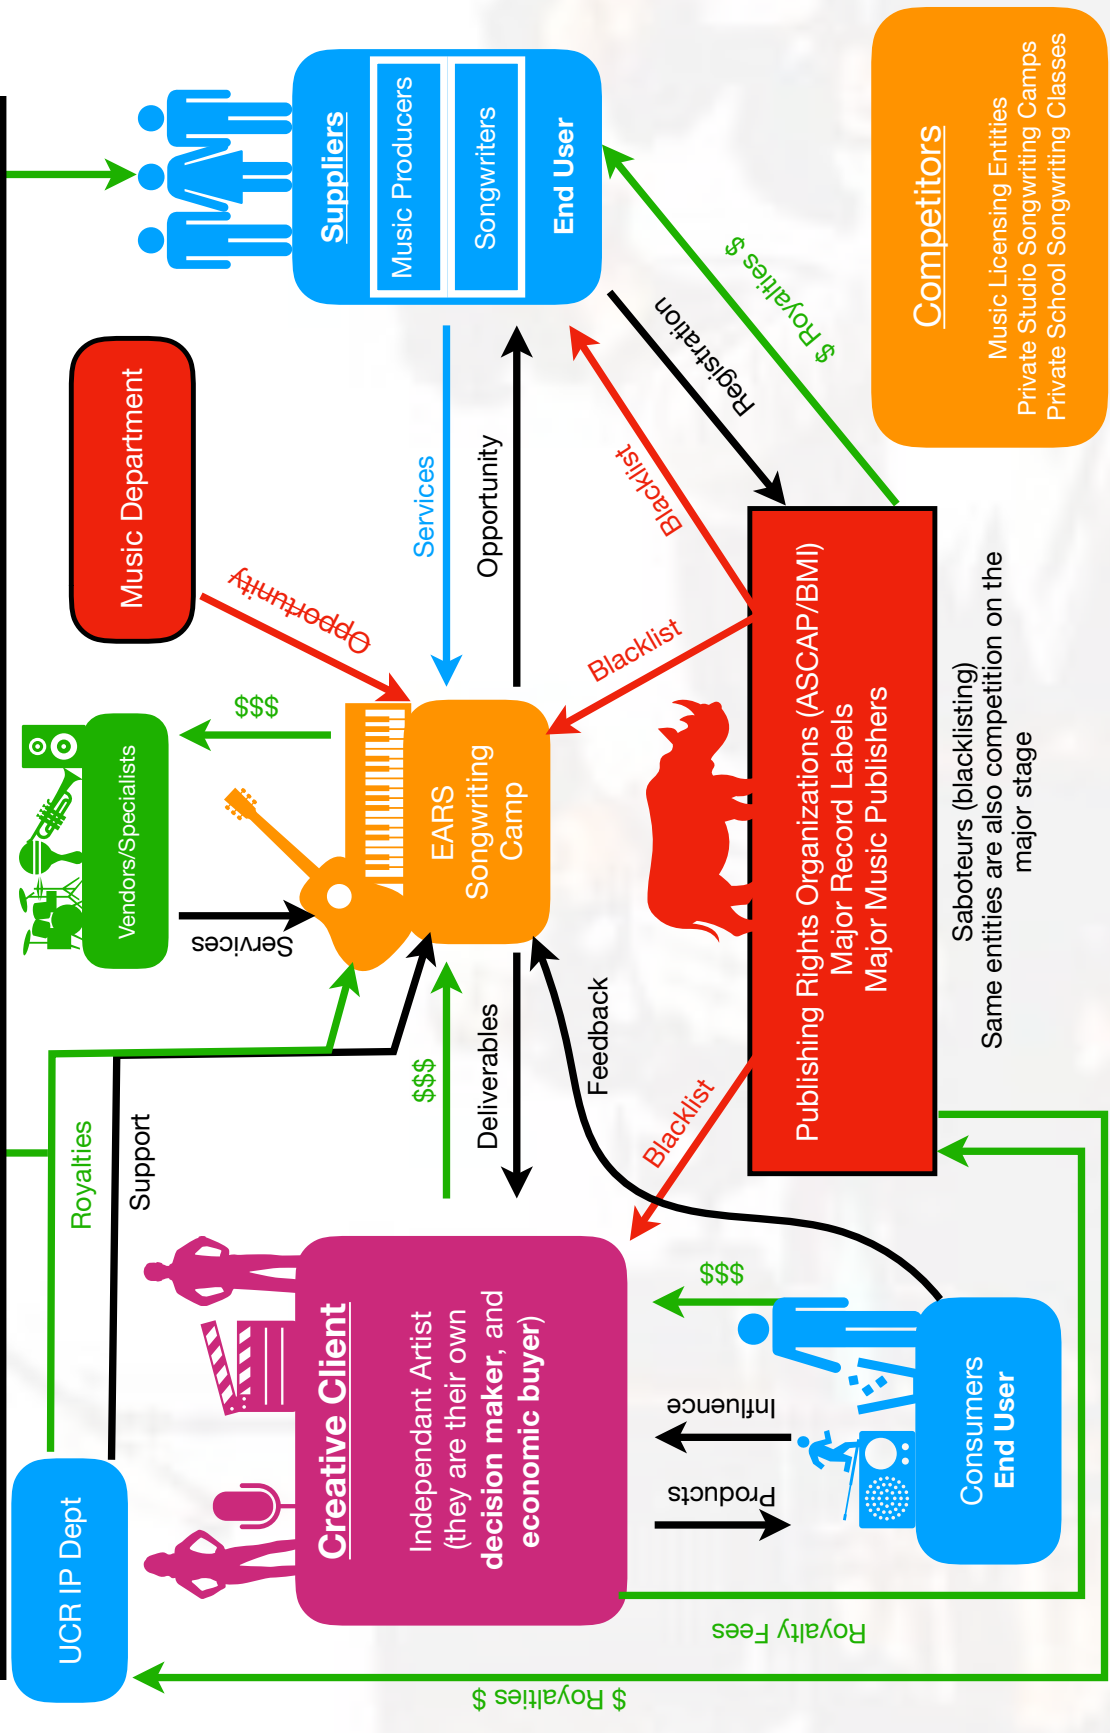 UCR IP Dept
Royalties
Support
Vendors/Specialists
Services
$$$
Music Department
Opportunity
Creative Client
Independant Artist
(they are their own
decision maker, and
economic buyer)
$$$
Deliverables
EARS
Songwriting
Camp
Services
Opportunity
Suppliers
Music Producers
Songwriters
End User
Feedback
Blacklist
Blacklist
Blacklist
Registration
$ Royalties $
Products
Influence
$$$
Consumers
End User
Royalty Fees
$ Royalties $
Publishing Rights Organizations (ASCAP/BMI)
Major Record Labels
Major Music Publishers
Saboteurs (blacklisting)
Same entities are also competition on the
major stage
Competitors
Music Licensing Entities
Private Studio Songwriting Camps
Private School Songwriting Classes